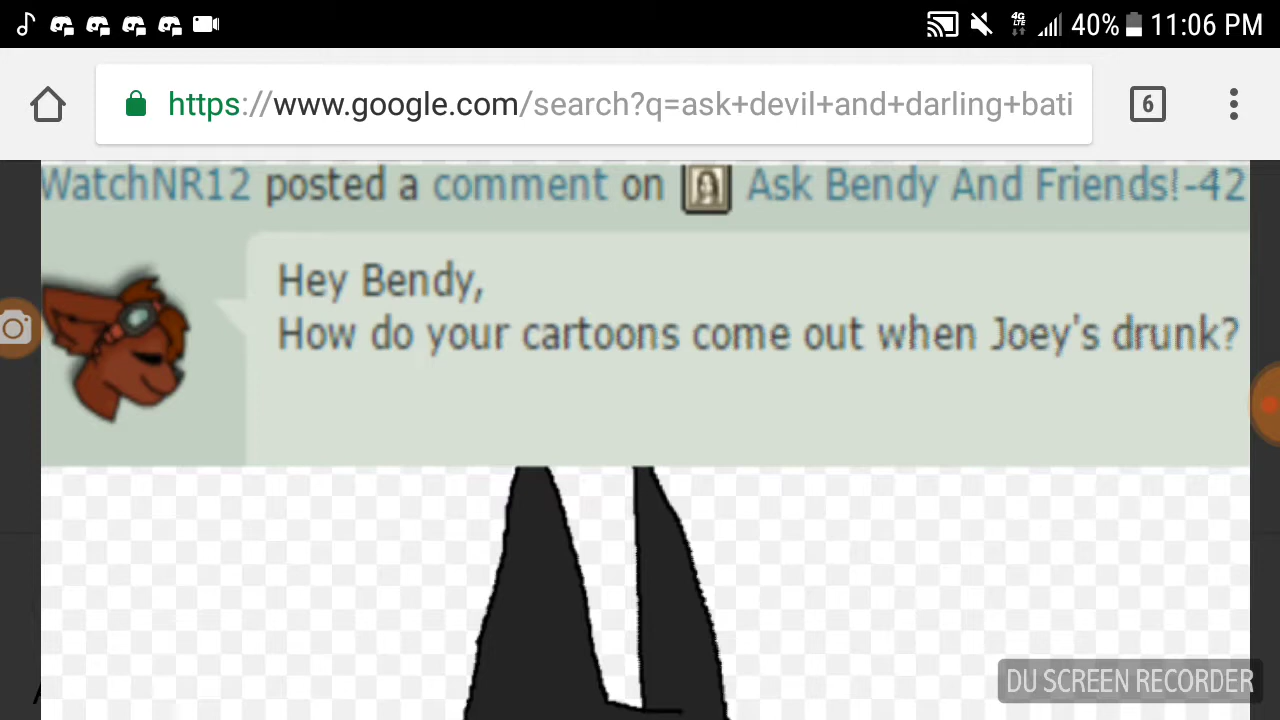 4G LTE 40% 11:06 PM
https://www.google.com/search?q=ask+devil+and+darling+bati 6
WatchNR12 posted a comment on Ask Bendy And Friends!-42
Hey Bendy,
How do your cartoons come out when Joey's drunk?
DU SCREEN RECORDER